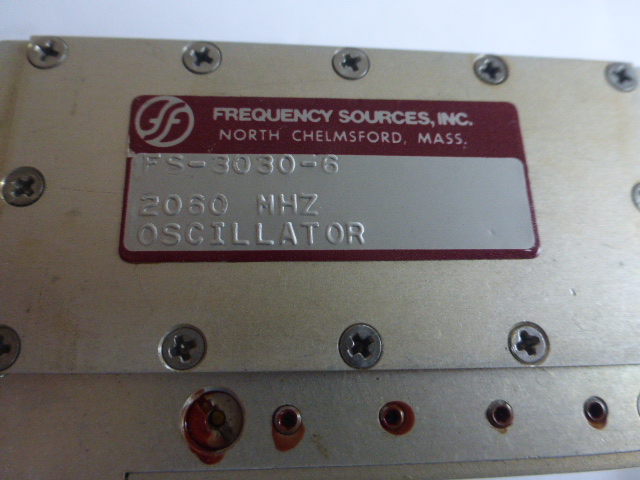 FREQUENCY SOURCES, INC.
NORTH CHELMSFORD, MASS.
FS-3030-6
2060 MHZ
OSCILLATOR